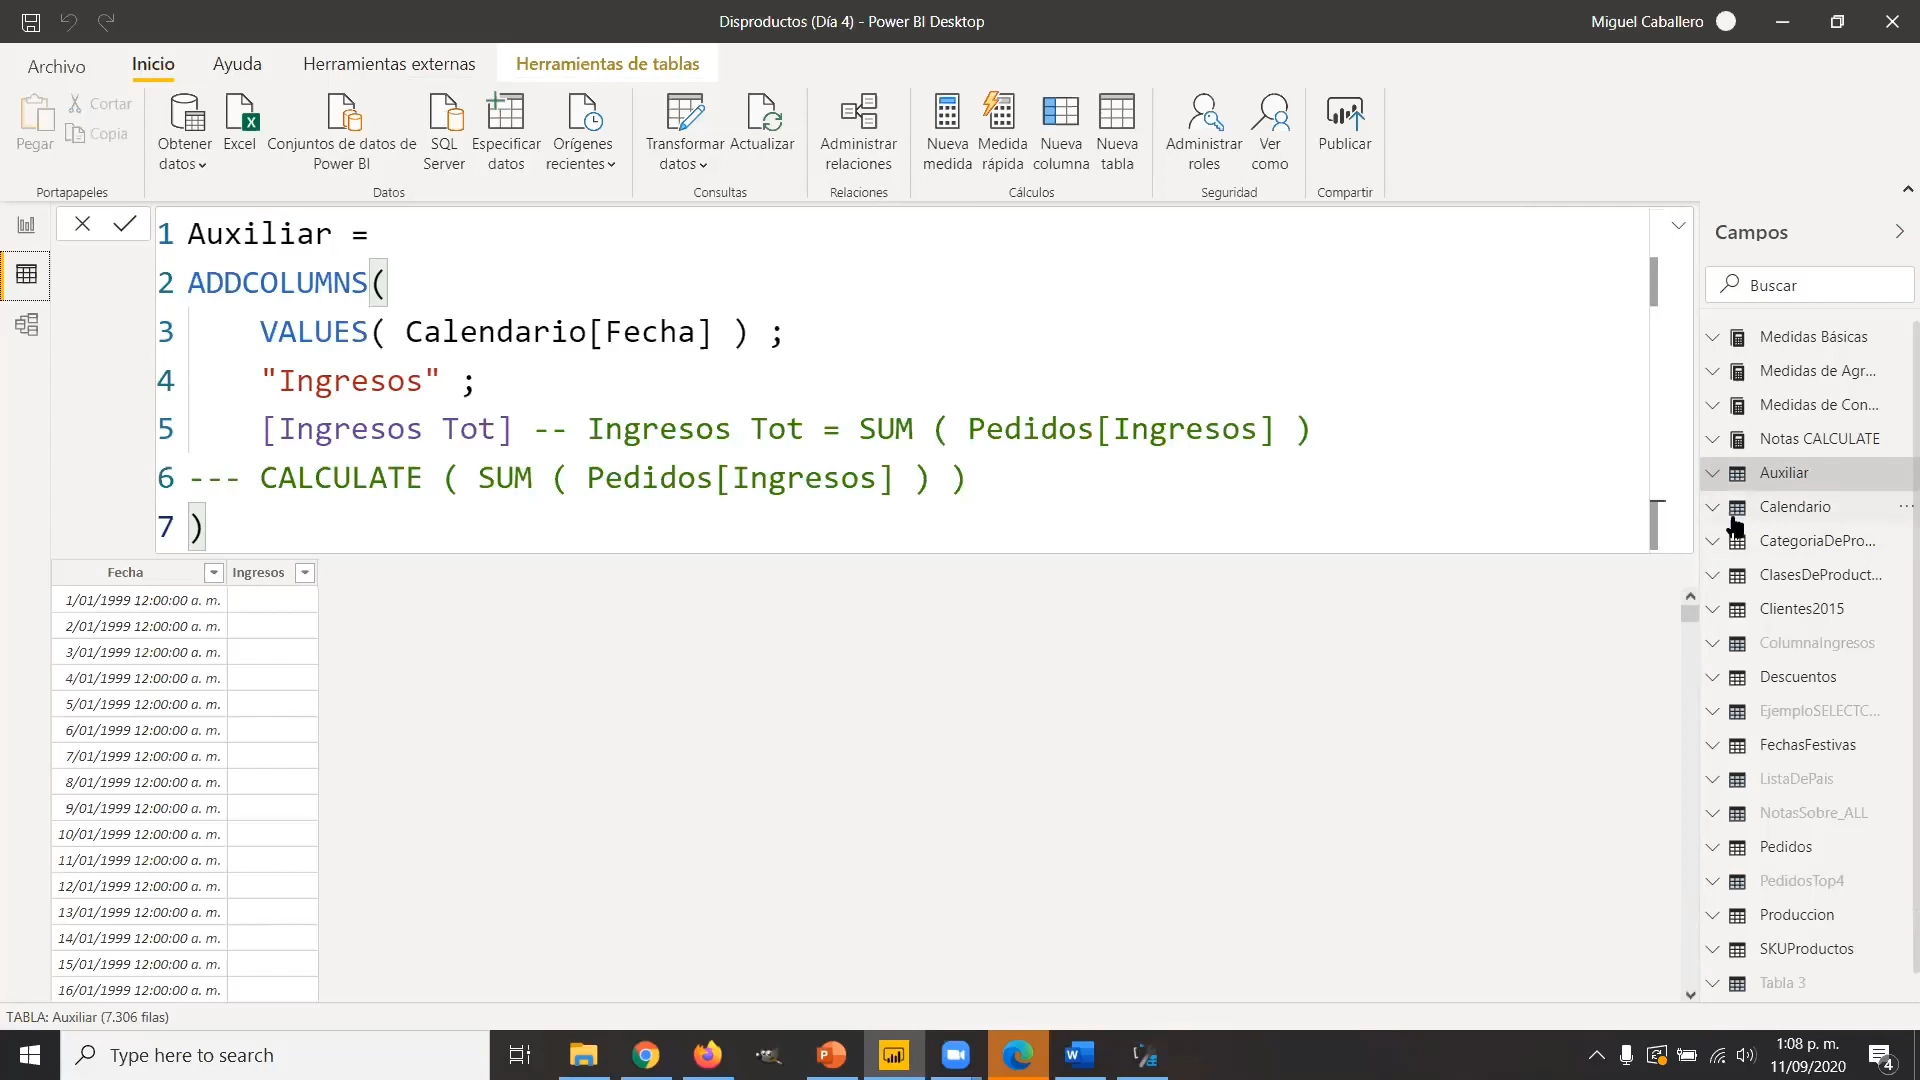 Disproductos (Día 4) - Power BI Desktop
Miguel Caballero
Archivo
Inicio
Ayuda
Herramientas externas
Herramientas de tablas
Pegar
Cortar
Copia
Portapapeles
Obtener datos
Excel
Conjuntos de datos de Power BI
SQL Server
Especificar datos
Orígenes recientes
Datos
Transformar datos
Actualizar
Consultas
Administrar relaciones
Relaciones
Nueva medida
Medida rápida
Nueva columna
Nueva tabla
Cálculos
Administrar roles
Ver como
Seguridad
Publicar
Compartir
1 Auxiliar =
2 ADDCOLUMNS(
3 VALUES( Calendario[Fecha] ) ;
4 "Ingresos" ;
5 [Ingresos Tot] -- Ingresos Tot = SUM ( Pedidos[Ingresos] )
6 --- CALCULATE ( SUM ( Pedidos[Ingresos] ) )
7 )
Fecha Ingresos
1/01/1999 12:00:00 a. m.
2/01/1999 12:00:00 a. m.
3/01/1999 12:00:00 a. m.
4/01/1999 12:00:00 a. m.
5/01/1999 12:00:00 a. m.
6/01/1999 12:00:00 a. m.
7/01/1999 12:00:00 a. m.
8/01/1999 12:00:00 a. m.
9/01/1999 12:00:00 a. m.
10/01/1999 12:00:00 a. m.
11/01/1999 12:00:00 a. m.
12/01/1999 12:00:00 a. m.
13/01/1999 12:00:00 a. m.
14/01/1999 12:00:00 a. m.
15/01/1999 12:00:00 a. m.
16/01/1999 12:00:00 a. m.
Campos
Buscar
Medidas Básicas
Medidas de Agr...
Medidas de Con...
Notas CALCULATE
Auxiliar
Calendario
CategoriaDePro...
ClasesDeProduct...
Clientes2015
ColumnaIngresos
Descuentos
EjemploSELECTC...
FechasFestivas
ListaDePais
NotasSobre_ALL
Pedidos
PedidosTop4
Produccion
SKUProductos
Tabla 3
TABLA: Auxiliar (7.306 filas)
Type here to search
1:08 p. m.
11/09/2020
4